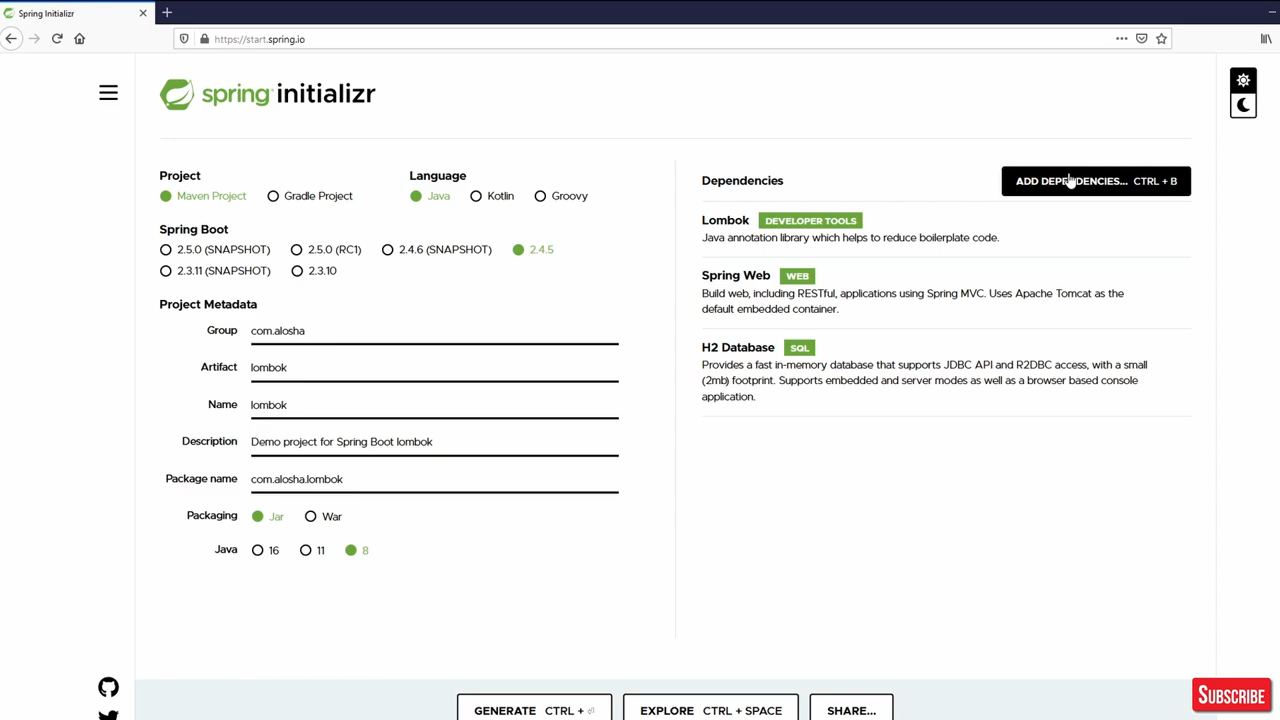 Spring Initializr
https://start.spring.io
spring initializr
Project
Maven Project
Gradle Project
Language
Java
Kotlin
Groovy
Spring Boot
2.5.0 (SNAPSHOT)
2.5.0 (RC1)
2.4.6 (SNAPSHOT)
2.4.5
2.3.11 (SNAPSHOT)
2.3.10
Project Metadata
Group com.alosha
Artifact lombok
Name lombok
Description Demo project for Spring Boot lombok
Package name com.alosha.lombok
Packaging Jar War
Java 16 11 8
Dependencies
ADD DEPENDENCIES... CTRL + B
Lombok DEVELOPER TOOLS
Java annotation library which helps to reduce boilerplate code.
Spring Web WEB
Build web, including RESTful, applications using Spring MVC. Uses Apache Tomcat as the
default embedded container.
H2 Database SQL
Provides a fast in-memory database that supports JDBC API and R2DBC access, with a small
(2mb) footprint. Supports embedded and server modes as well as a browser based console
application.
GENERATE CTRL + ⏎
EXPLORE CTRL + SPACE
SHARE...
SUBSCRIBE